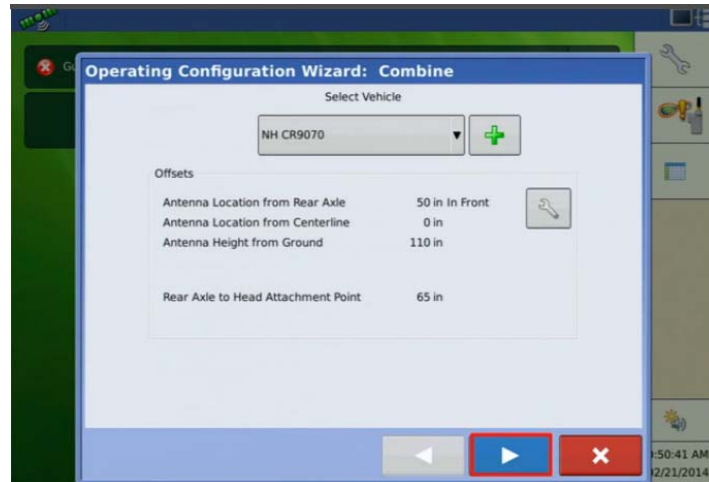 Operating Configuration Wizard: Combine
Select Vehicle
NH CR9070
Offsets
Antenna Location from Rear Axle 50 in In Front
Antenna Location from Centerline 0 in
Antenna Height from Ground 110 in
Rear Axle to Head Attachment Point 65 in
:50:41 AM
02/21/2014